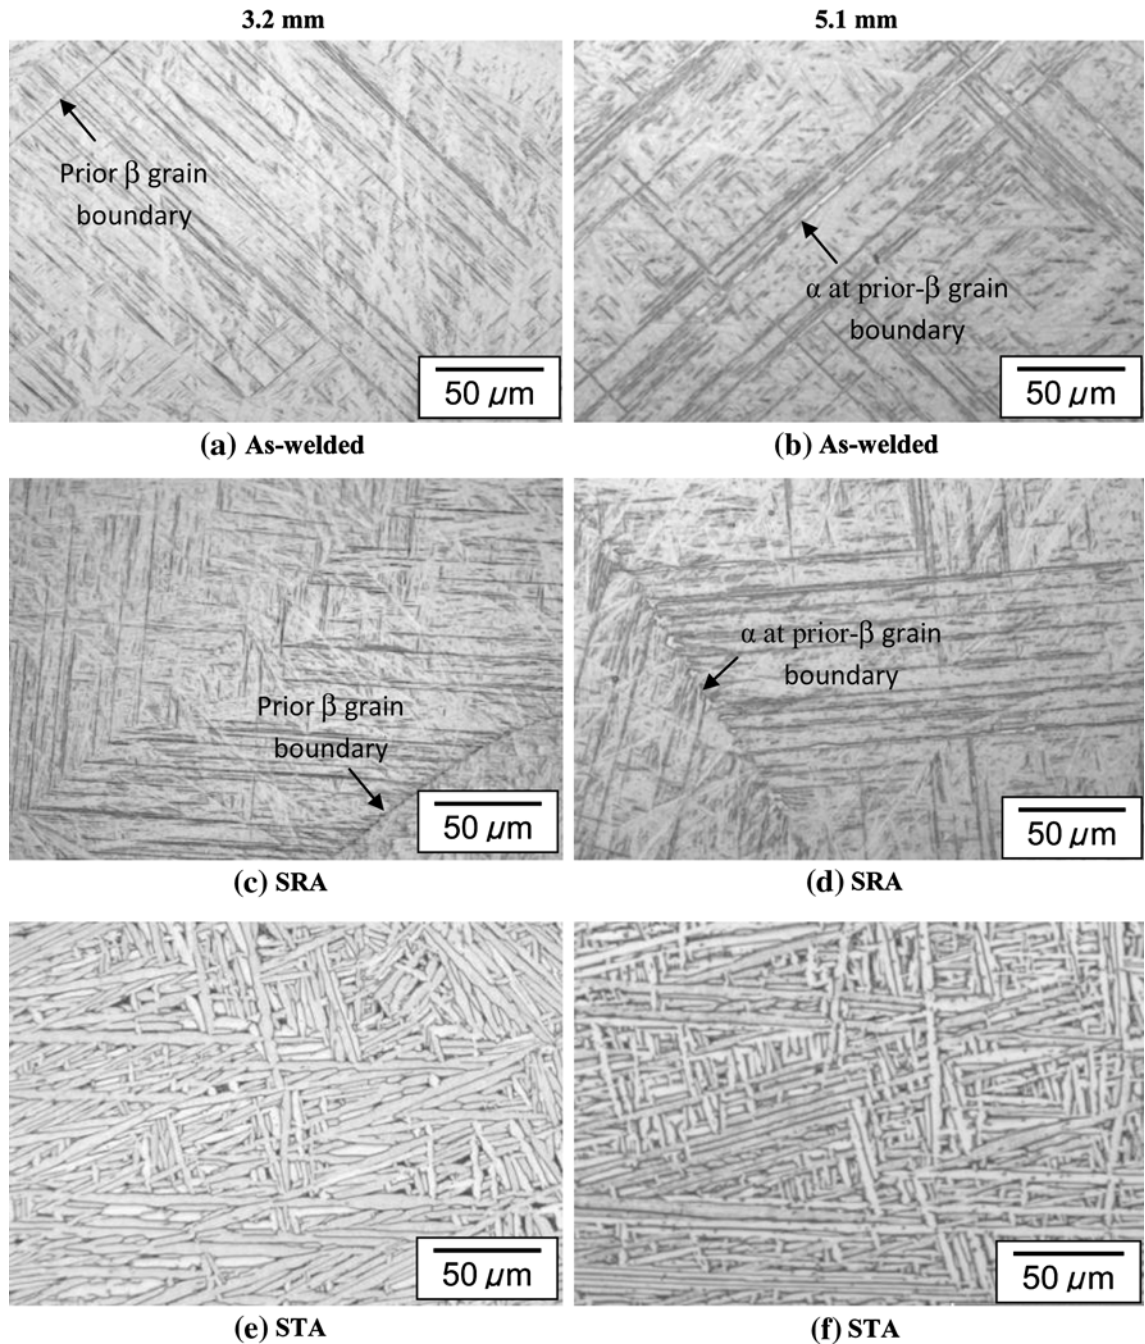 3.2 mm
5.1 mm
Prior β grain
boundary
50 µm
α at prior-β grain
boundary
50 µm
(a) As-welded
(b) As-welded
Prior β grain
boundary
50 µm
α at prior-β grain
boundary
50 µm
(c) SRA
(d) SRA
50 µm
50 µm
(e) STA
(f) STA